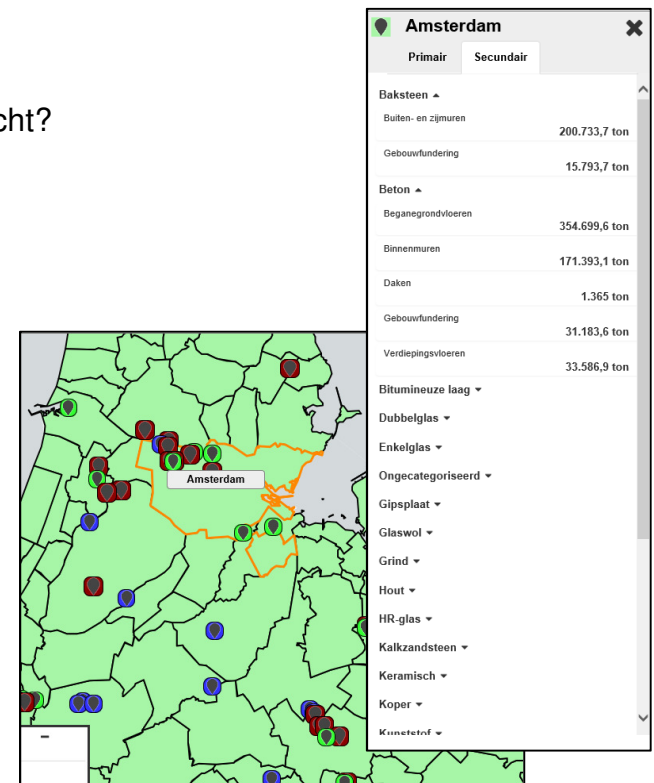 cht?
Amsterdam
Primair Secundair
Baksteen
Buiten- en zijmuren
200.733,7 ton
Gebouwfundering
15.793,7 ton
Beton
Beganegrondvloeren
354.699,6 ton
Binnenmuren
171.393,1 ton
Daken
1.365 ton
Gebouwfundering
31.183,6 ton
Verdiepingsvloeren
33.586,9 ton
Bitumineuze laag
Dubbelglas
Enkelglas
Ongecategoriseerd
Gipsplaat
Glaswol
Grind
Hout
HR-glas
Kalkzandsteen
Keramisch
Koper
Kunststof
Amsterdam
-